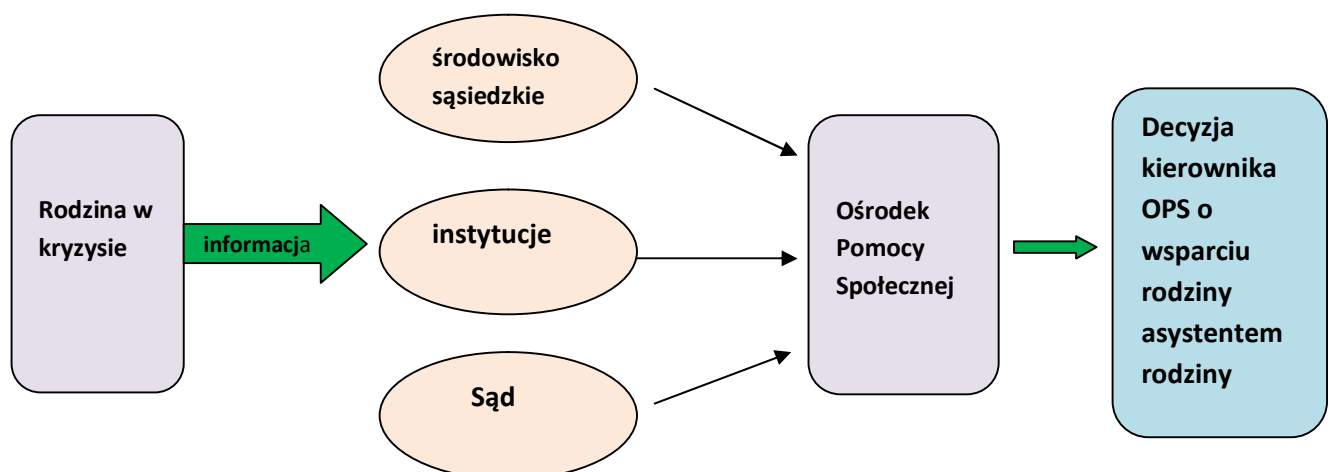 Rodzina w
kryzysie
informacja
środowisko
sąsiedzkie
instytucje
Sąd
Ośrodek
Pomocy
Społecznej
Decyzja
kierownika
OPS o
wsparciu
rodziny
asystentem
rodziny